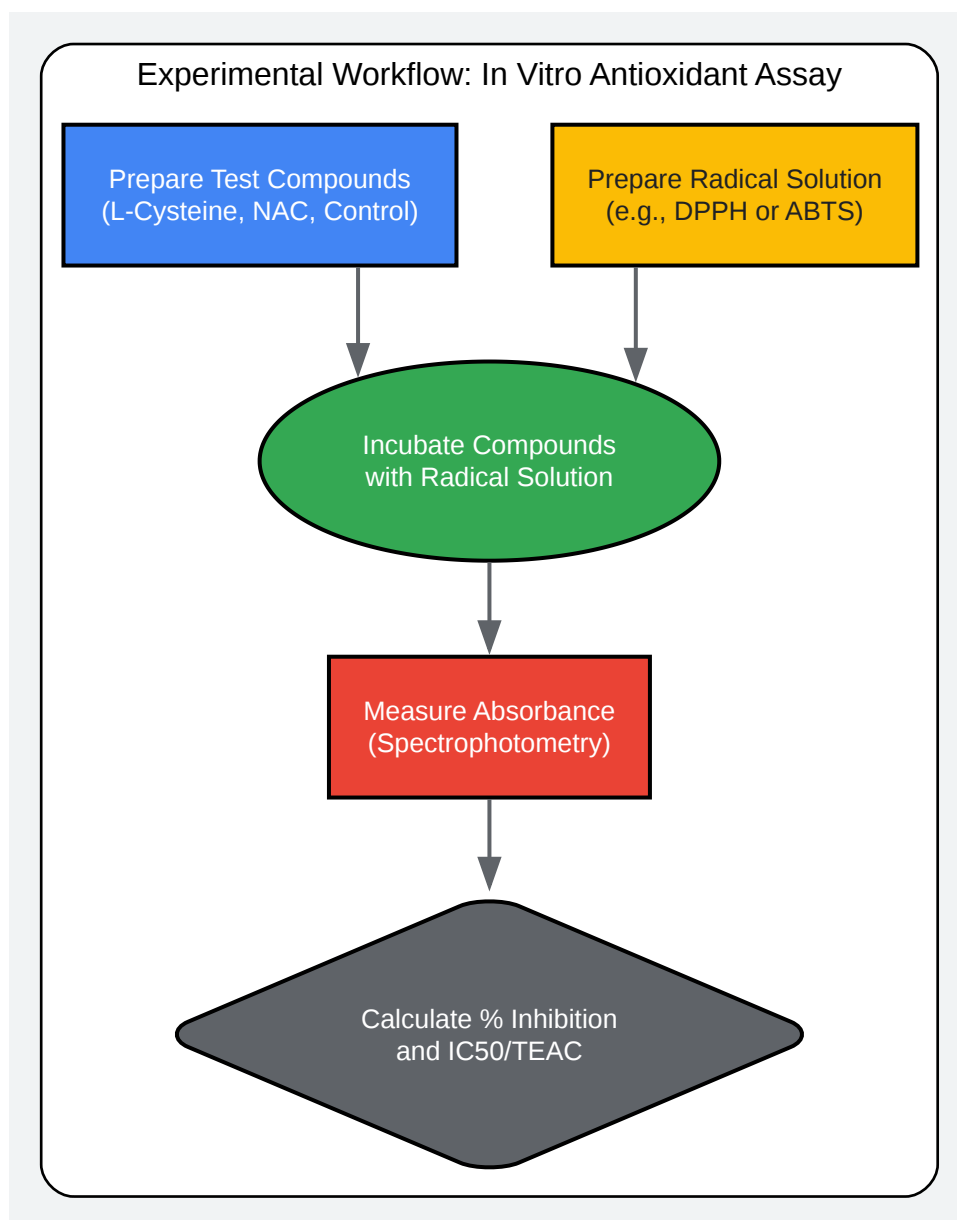 Experimental Workflow: In Vitro Antioxidant Assay
Prepare Test Compounds
(L-Cysteine, NAC, Control)
Prepare Radical Solution
(e.g., DPPH or ABTS)
Incubate Compounds
with Radical Solution
Measure Absorbance
(Spectrophotometry)
Calculate % Inhibition
and IC50/TEAC